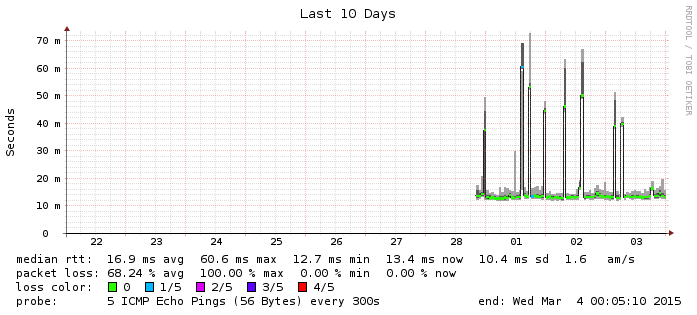 Last 10 Days
RRDTOOL / TOBI OETIKER
Seconds
70 m
60 m
50 m
40 m
30 m
20 m
10 m
0
22 23 24 25 26 27 28 01 02 03
median rtt: 16.9 ms avg 60.6 ms max 12.7 ms min 13.4 ms now 10.4 ms sd 1.6 am/s
packet loss: 68.24 % avg 100.00 % max 0.00 % min 0.00 % now
loss color: 0 1/5 2/5 3/5 4/5
probe: 5 ICMP Echo Pings (56 Bytes) every 300s end: Wed Mar 4 00:05:10 2015